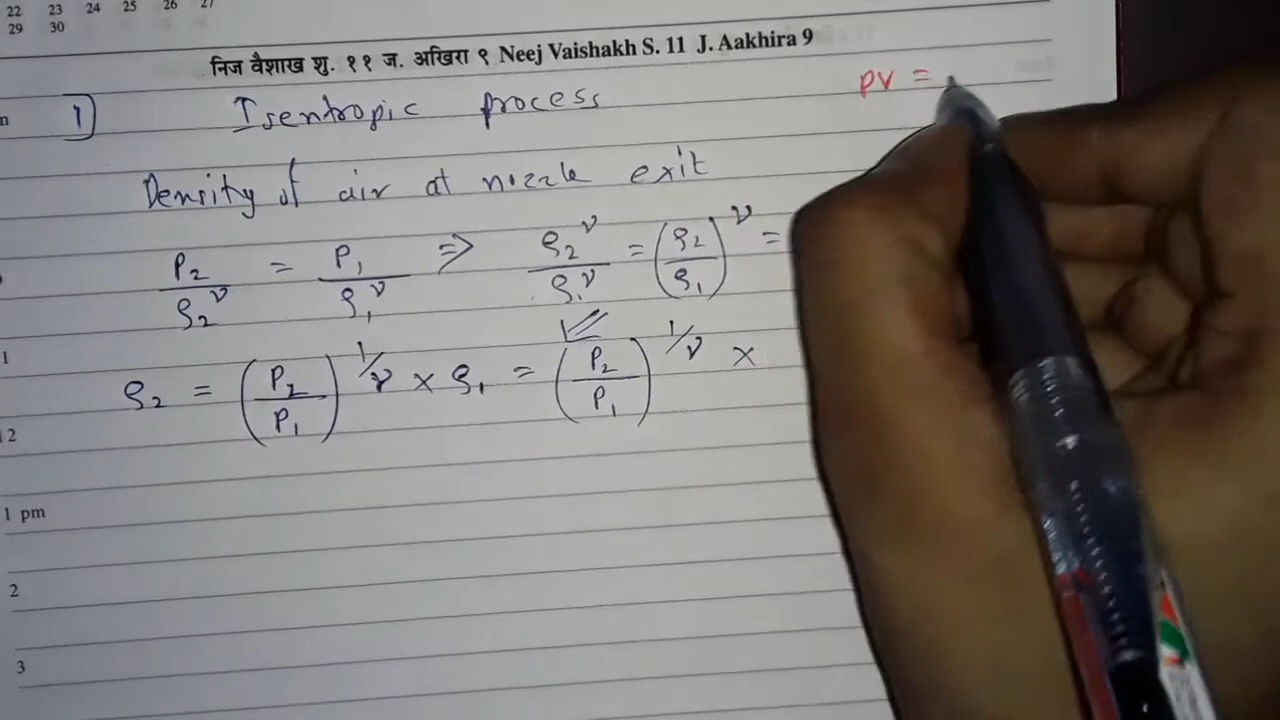 22 23 24 25 26 27
29 30
निज वैशाख शु. ११ ज. अखिरा ९ Neej Vaishakh S. 11 J. Aakhira 9
1] Isentropic process
PV =
Density of air at nozzle exit
P₂/ρ₂^γ = P₁/ρ₁^γ ⇒ ρ₂^γ/ρ₁^γ = (ρ₂/ρ₁)^γ =
1
ρ₂ = (P₂/P₁)^1/γ × ρ₁ = (P₂/P₁)^1/γ ×
12
1 pm
2
3